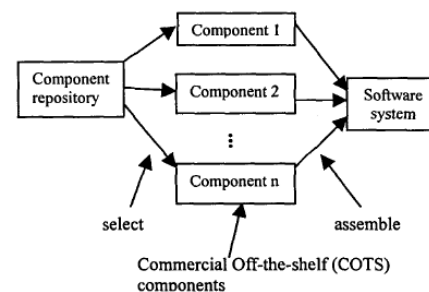 Component 1
Component
repository
Component 2
Software
system
Component n
select
assemble
Commercial Off-the-shelf (COTS)
components